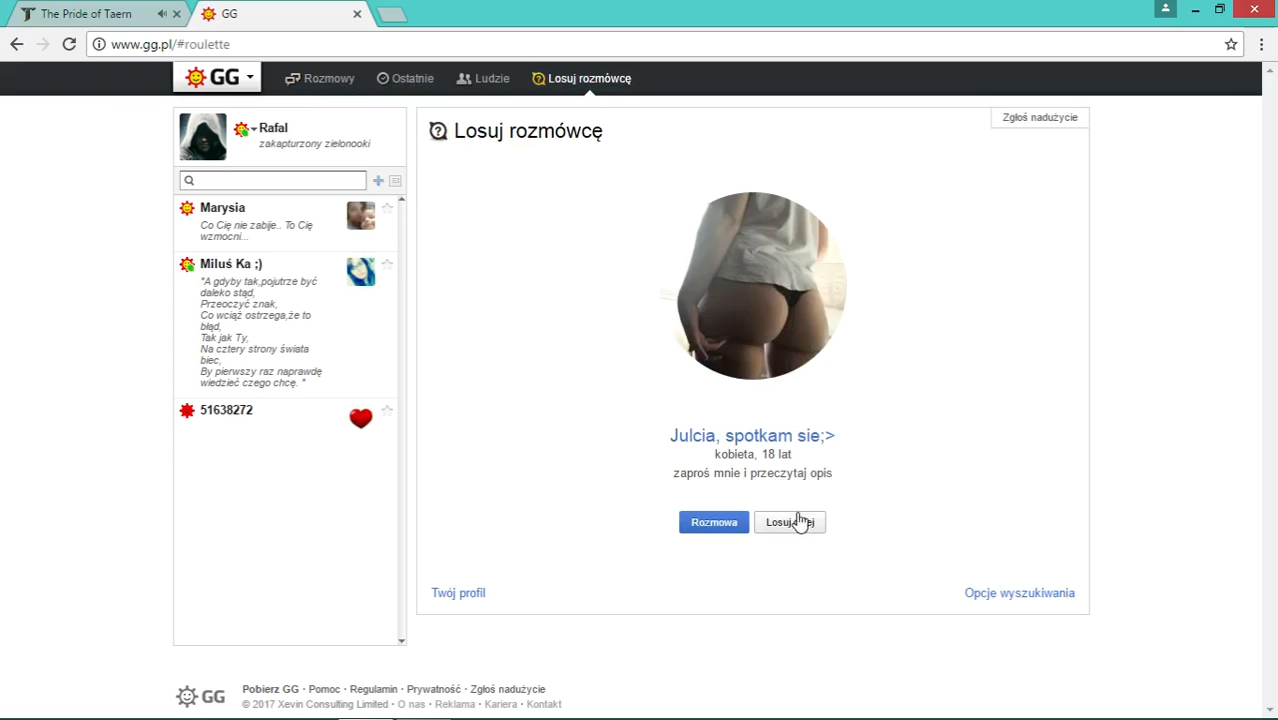 The Pride of Taern
GG
www.gg.pl/#roulette
GG
Rozmowy
Ostatnie
Ludzie
Losuj rozmówcę
Rafal
zakapturzony zielonooki
Marysia
Co Cię nie zabije.. To Cię
wzmocni...
Miluś Ka ;)
"A gdyby tak,pojutrze być
daleko stąd,
Przeoczyć znak,
Co wciąż ostrzega,że to
błąd,
Tak jak Ty,
Na cztery strony świata
biec,
By pierwszy raz naprawdę
wiedzieć czego chcę. "
51638272
Losuj rozmówcę
Zgłoś nadużycie
Julcia, spotkam sie;>
kobieta, 18 lat
zaproś mnie i przeczytaj opis
Rozmowa
Losuj
Twój profil
Opcje wyszukiwania
GG
Pobierz GG · Pomoc · Regulamin · Prywatność · Zgłoś nadużycie
© 2017 Xevin Consulting Limited · O nas · Reklama · Kariera · Kontakt